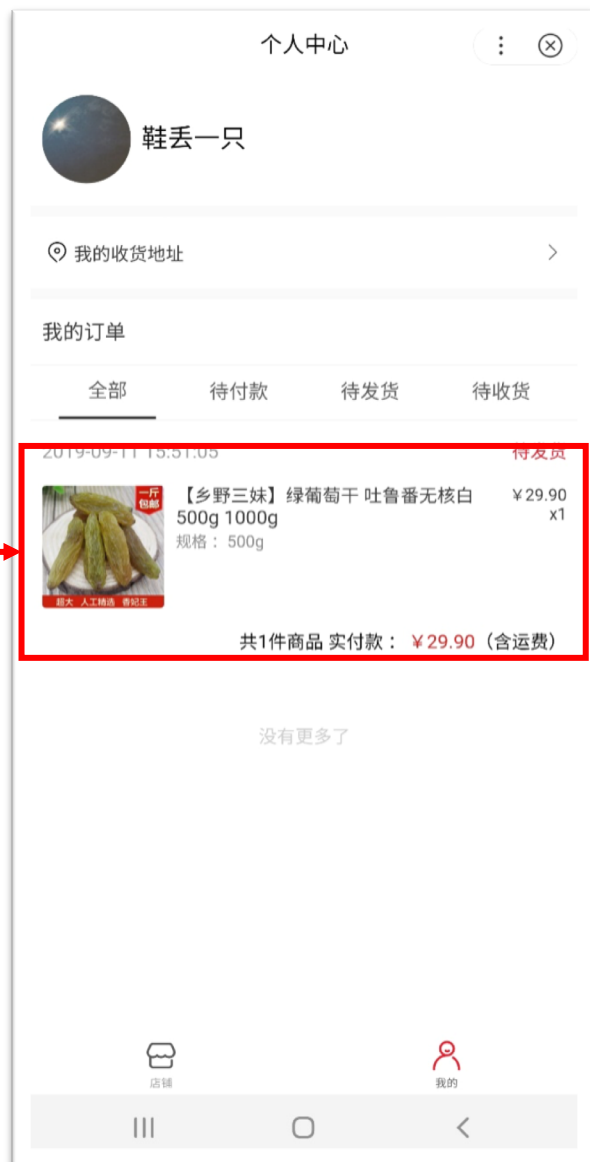 个人中心
鞋丢一只
我的收货地址
我的订单
全部 待付款 待发货 待收货
2019-09-11 15:51:05 待发货
一斤
包邮
超大 人工精选 香妃王
【乡野三妹】绿葡萄干 吐鲁番无核白 ￥29.90
500g 1000g x1
规格： 500g
共1件商品 实付款： ￥29.90（含运费）
没有更多了
店铺 我的